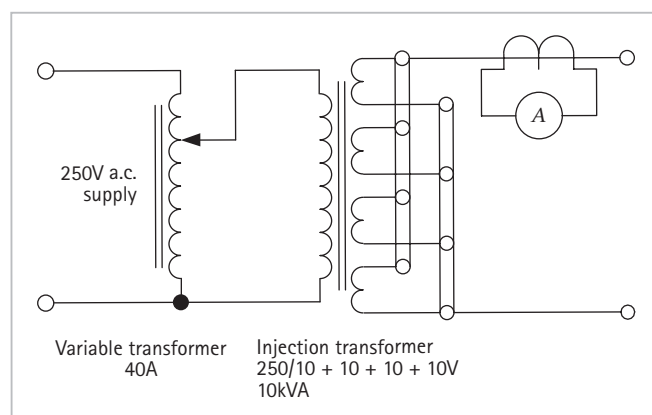 A
250V a.c.
supply
Variable transformer
40A
Injection transformer
250/10 + 10 + 10 + 10V
10kVA